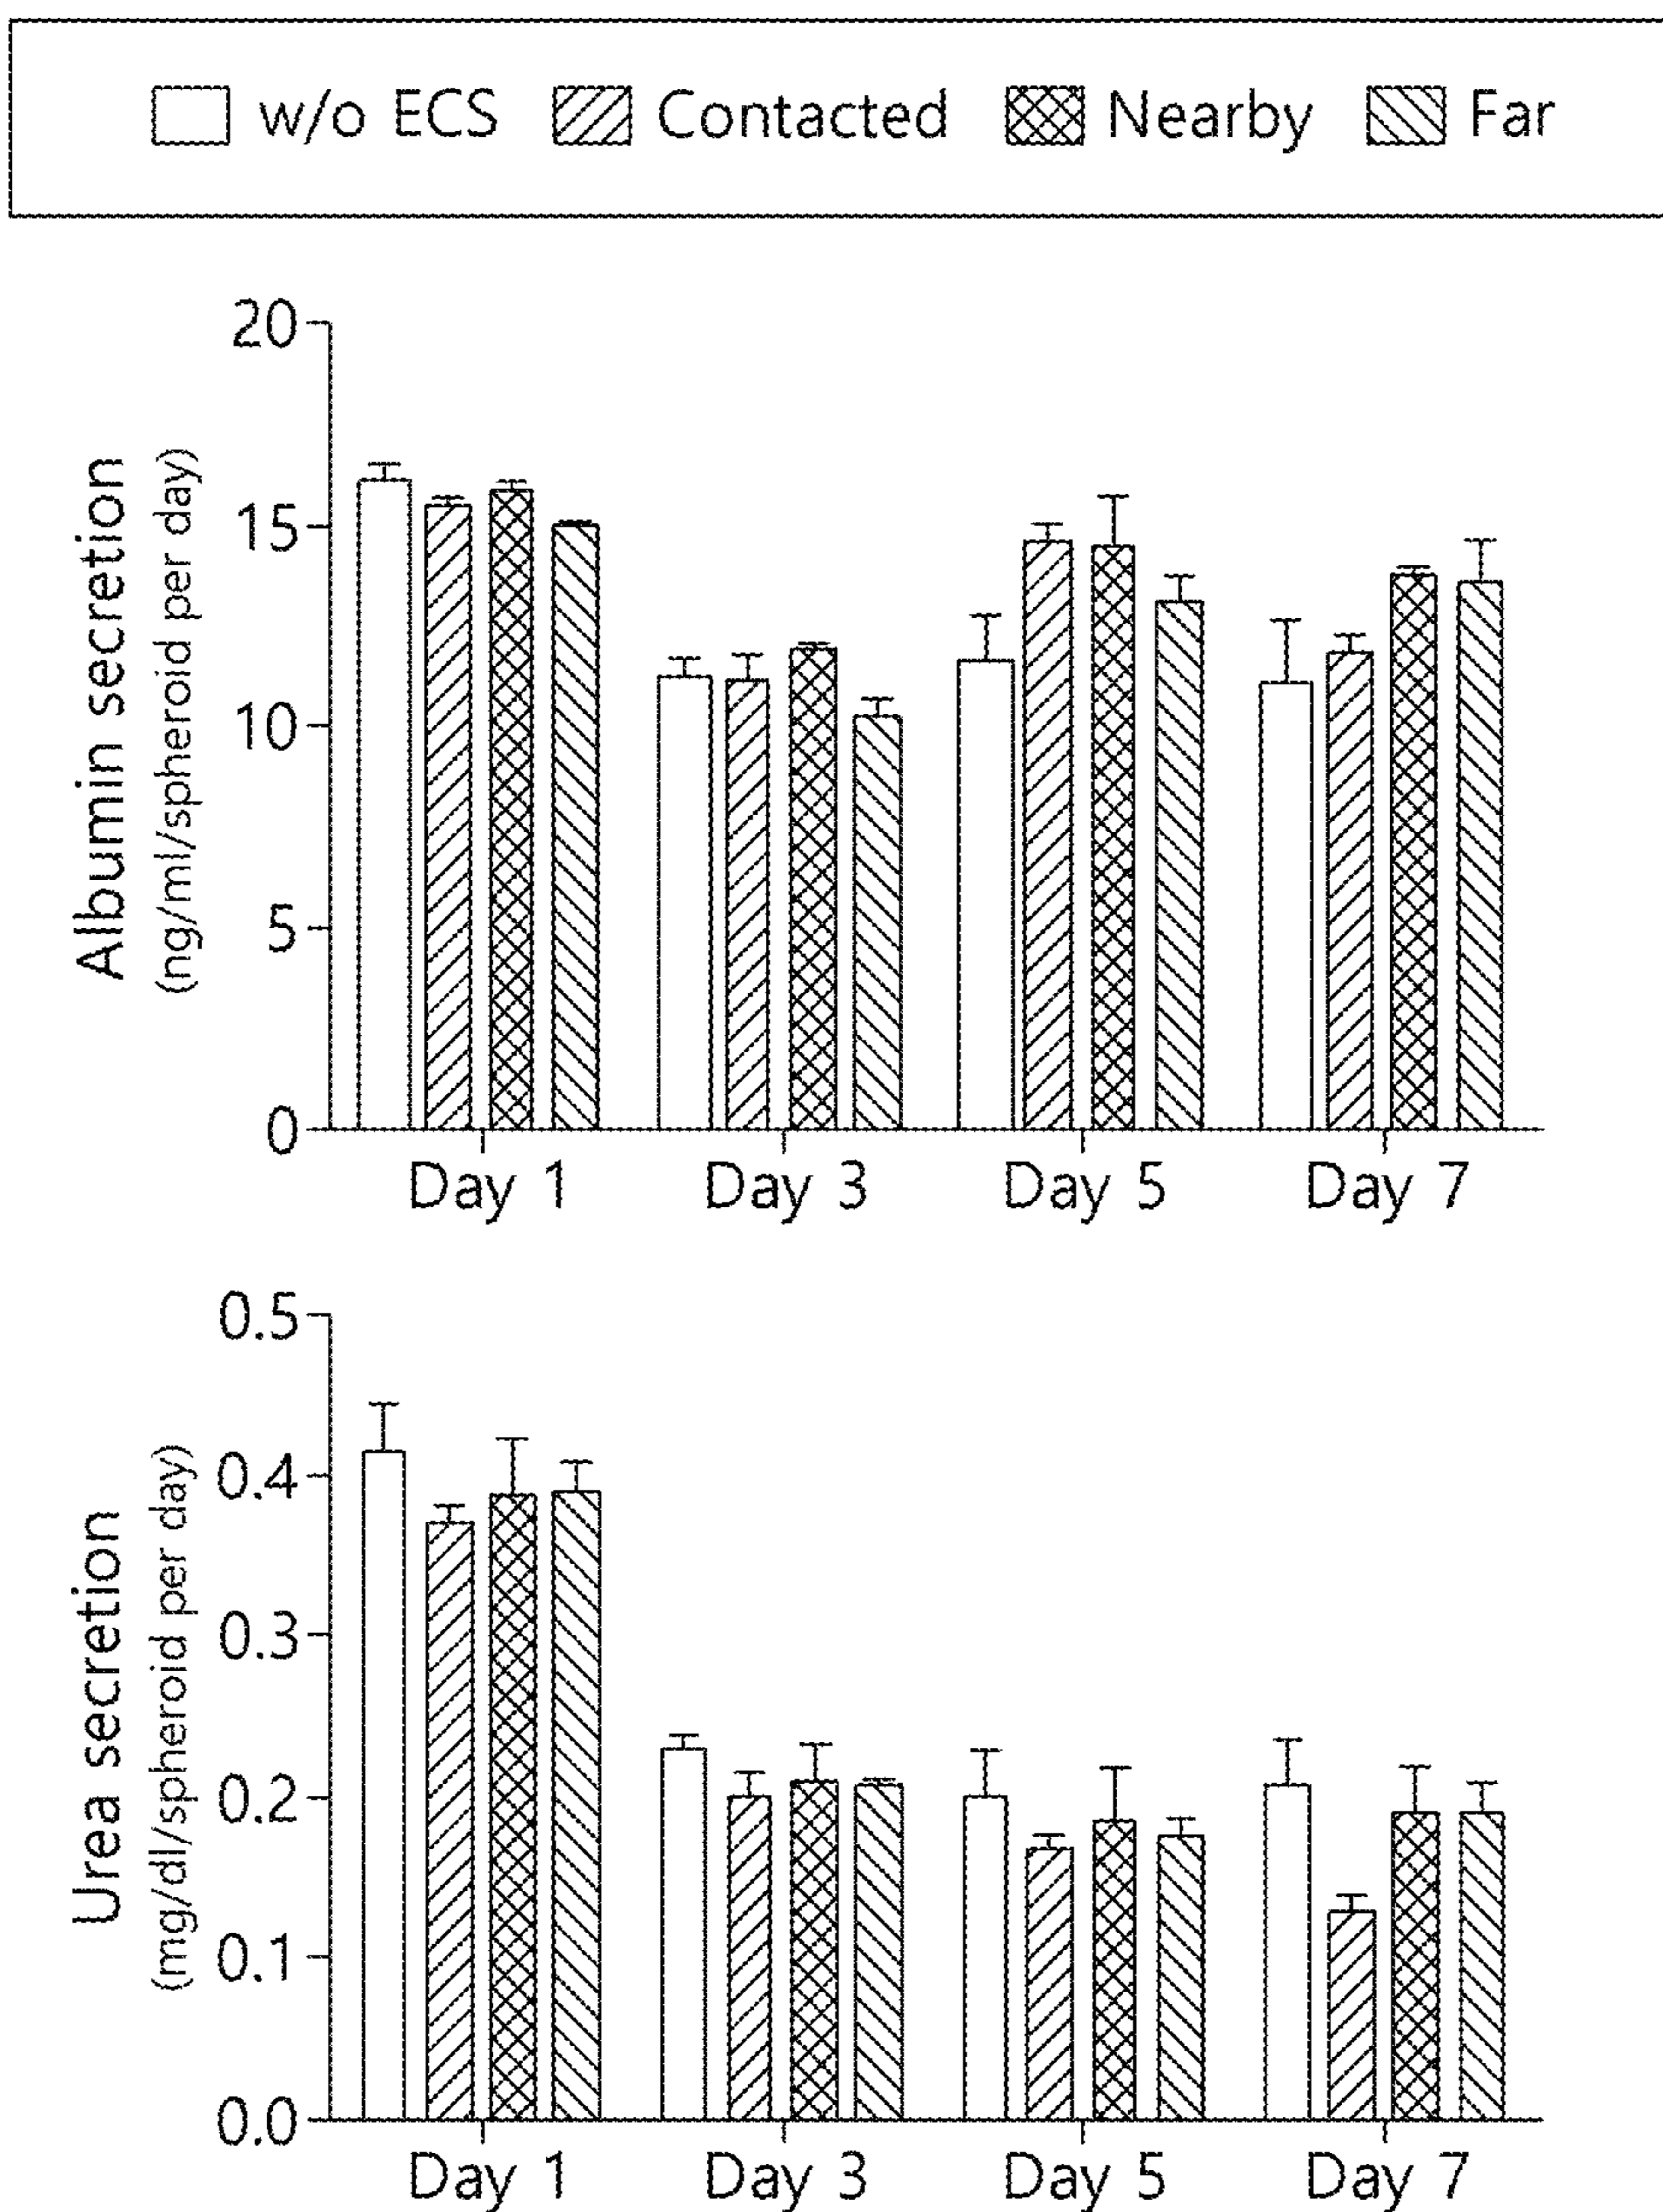 w/o ECS Contacted Nearby Far
Albumin secretion
(ng/ml/spheroid per day)
20
15
10
5
0
Day 1 Day 3 Day 5 Day 7
Urea secretion
(mg/dl/spheroid per day)
0.5
0.4
0.3
0.2
0.1
0.0
Day 1 Day 3 Day 5 Day 7